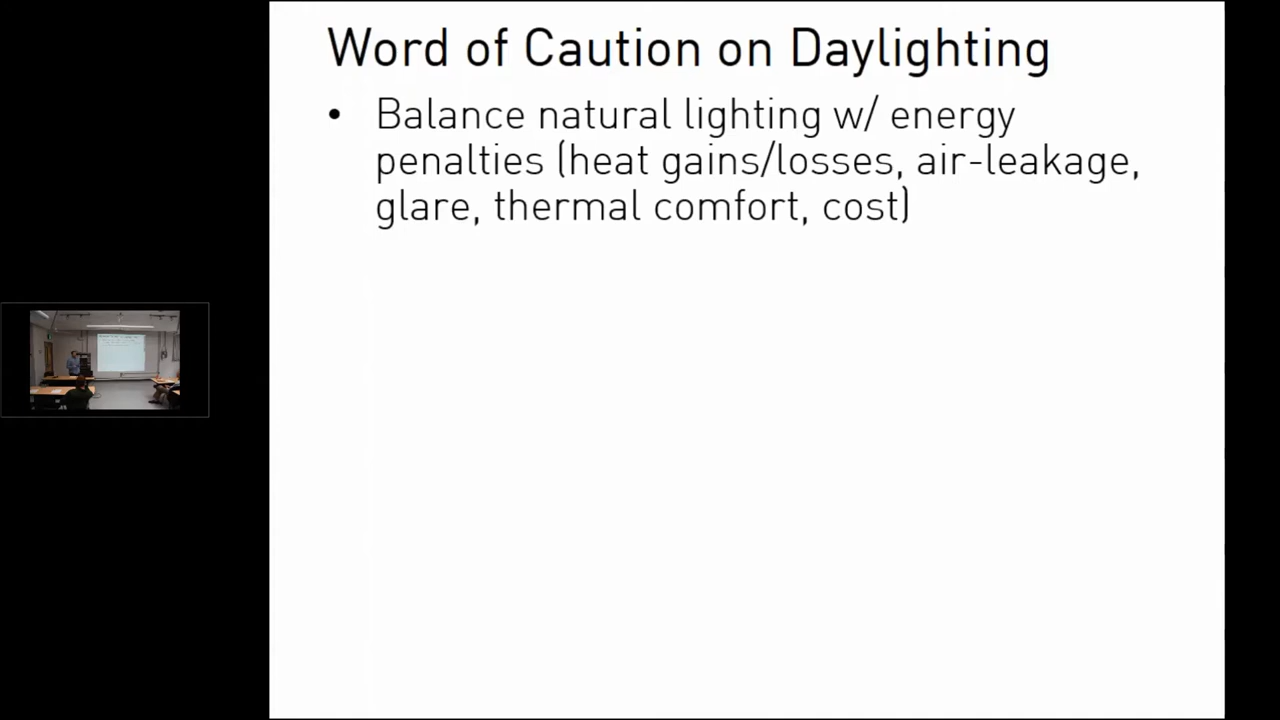 Word of Caution on Daylighting
• Balance natural lighting w/ energy
penalties (heat gains/losses, air-leakage,
glare, thermal comfort, cost)